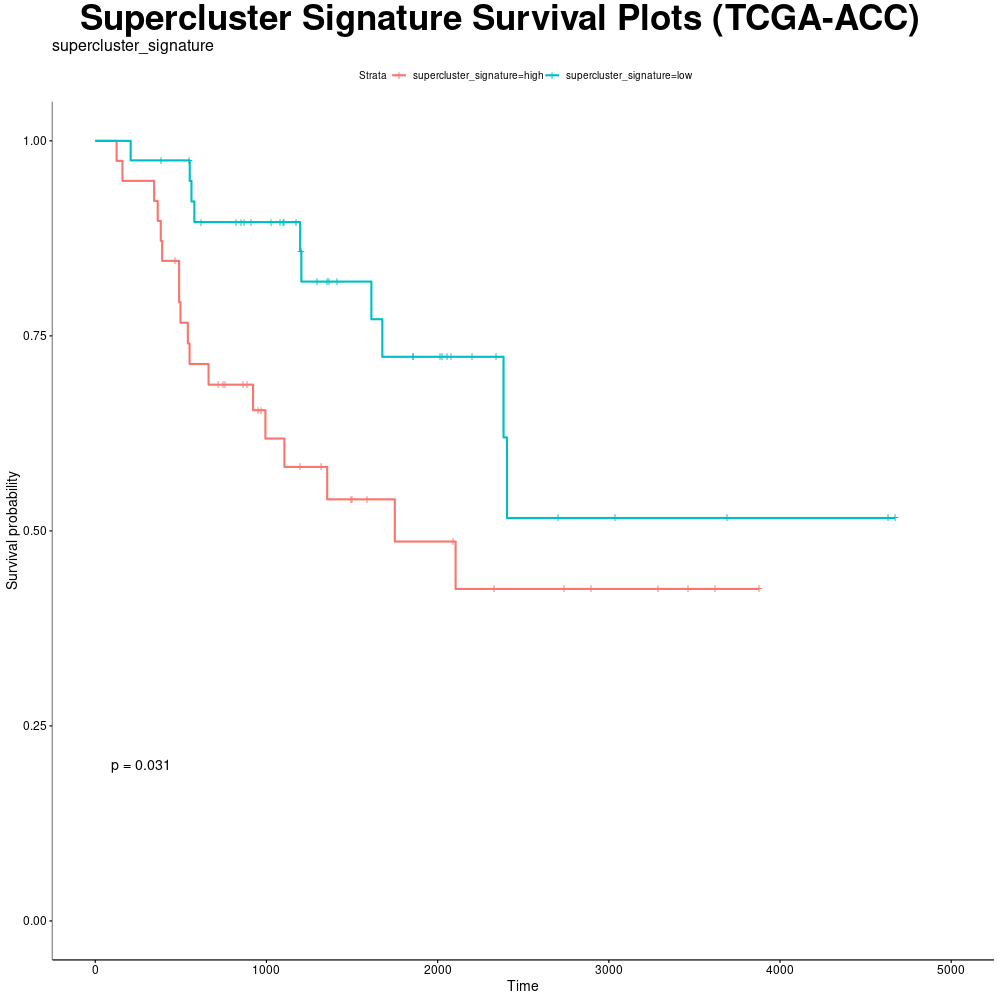 Supercluster Signature Survival Plots (TCGA-ACC)
supercluster_signature
Strata supercluster_signature=high supercluster_signature=low
Survival probability
1.00
0.75
0.50
0.25
0.00
p = 0.031
0 1000 2000 3000 4000 5000
Time